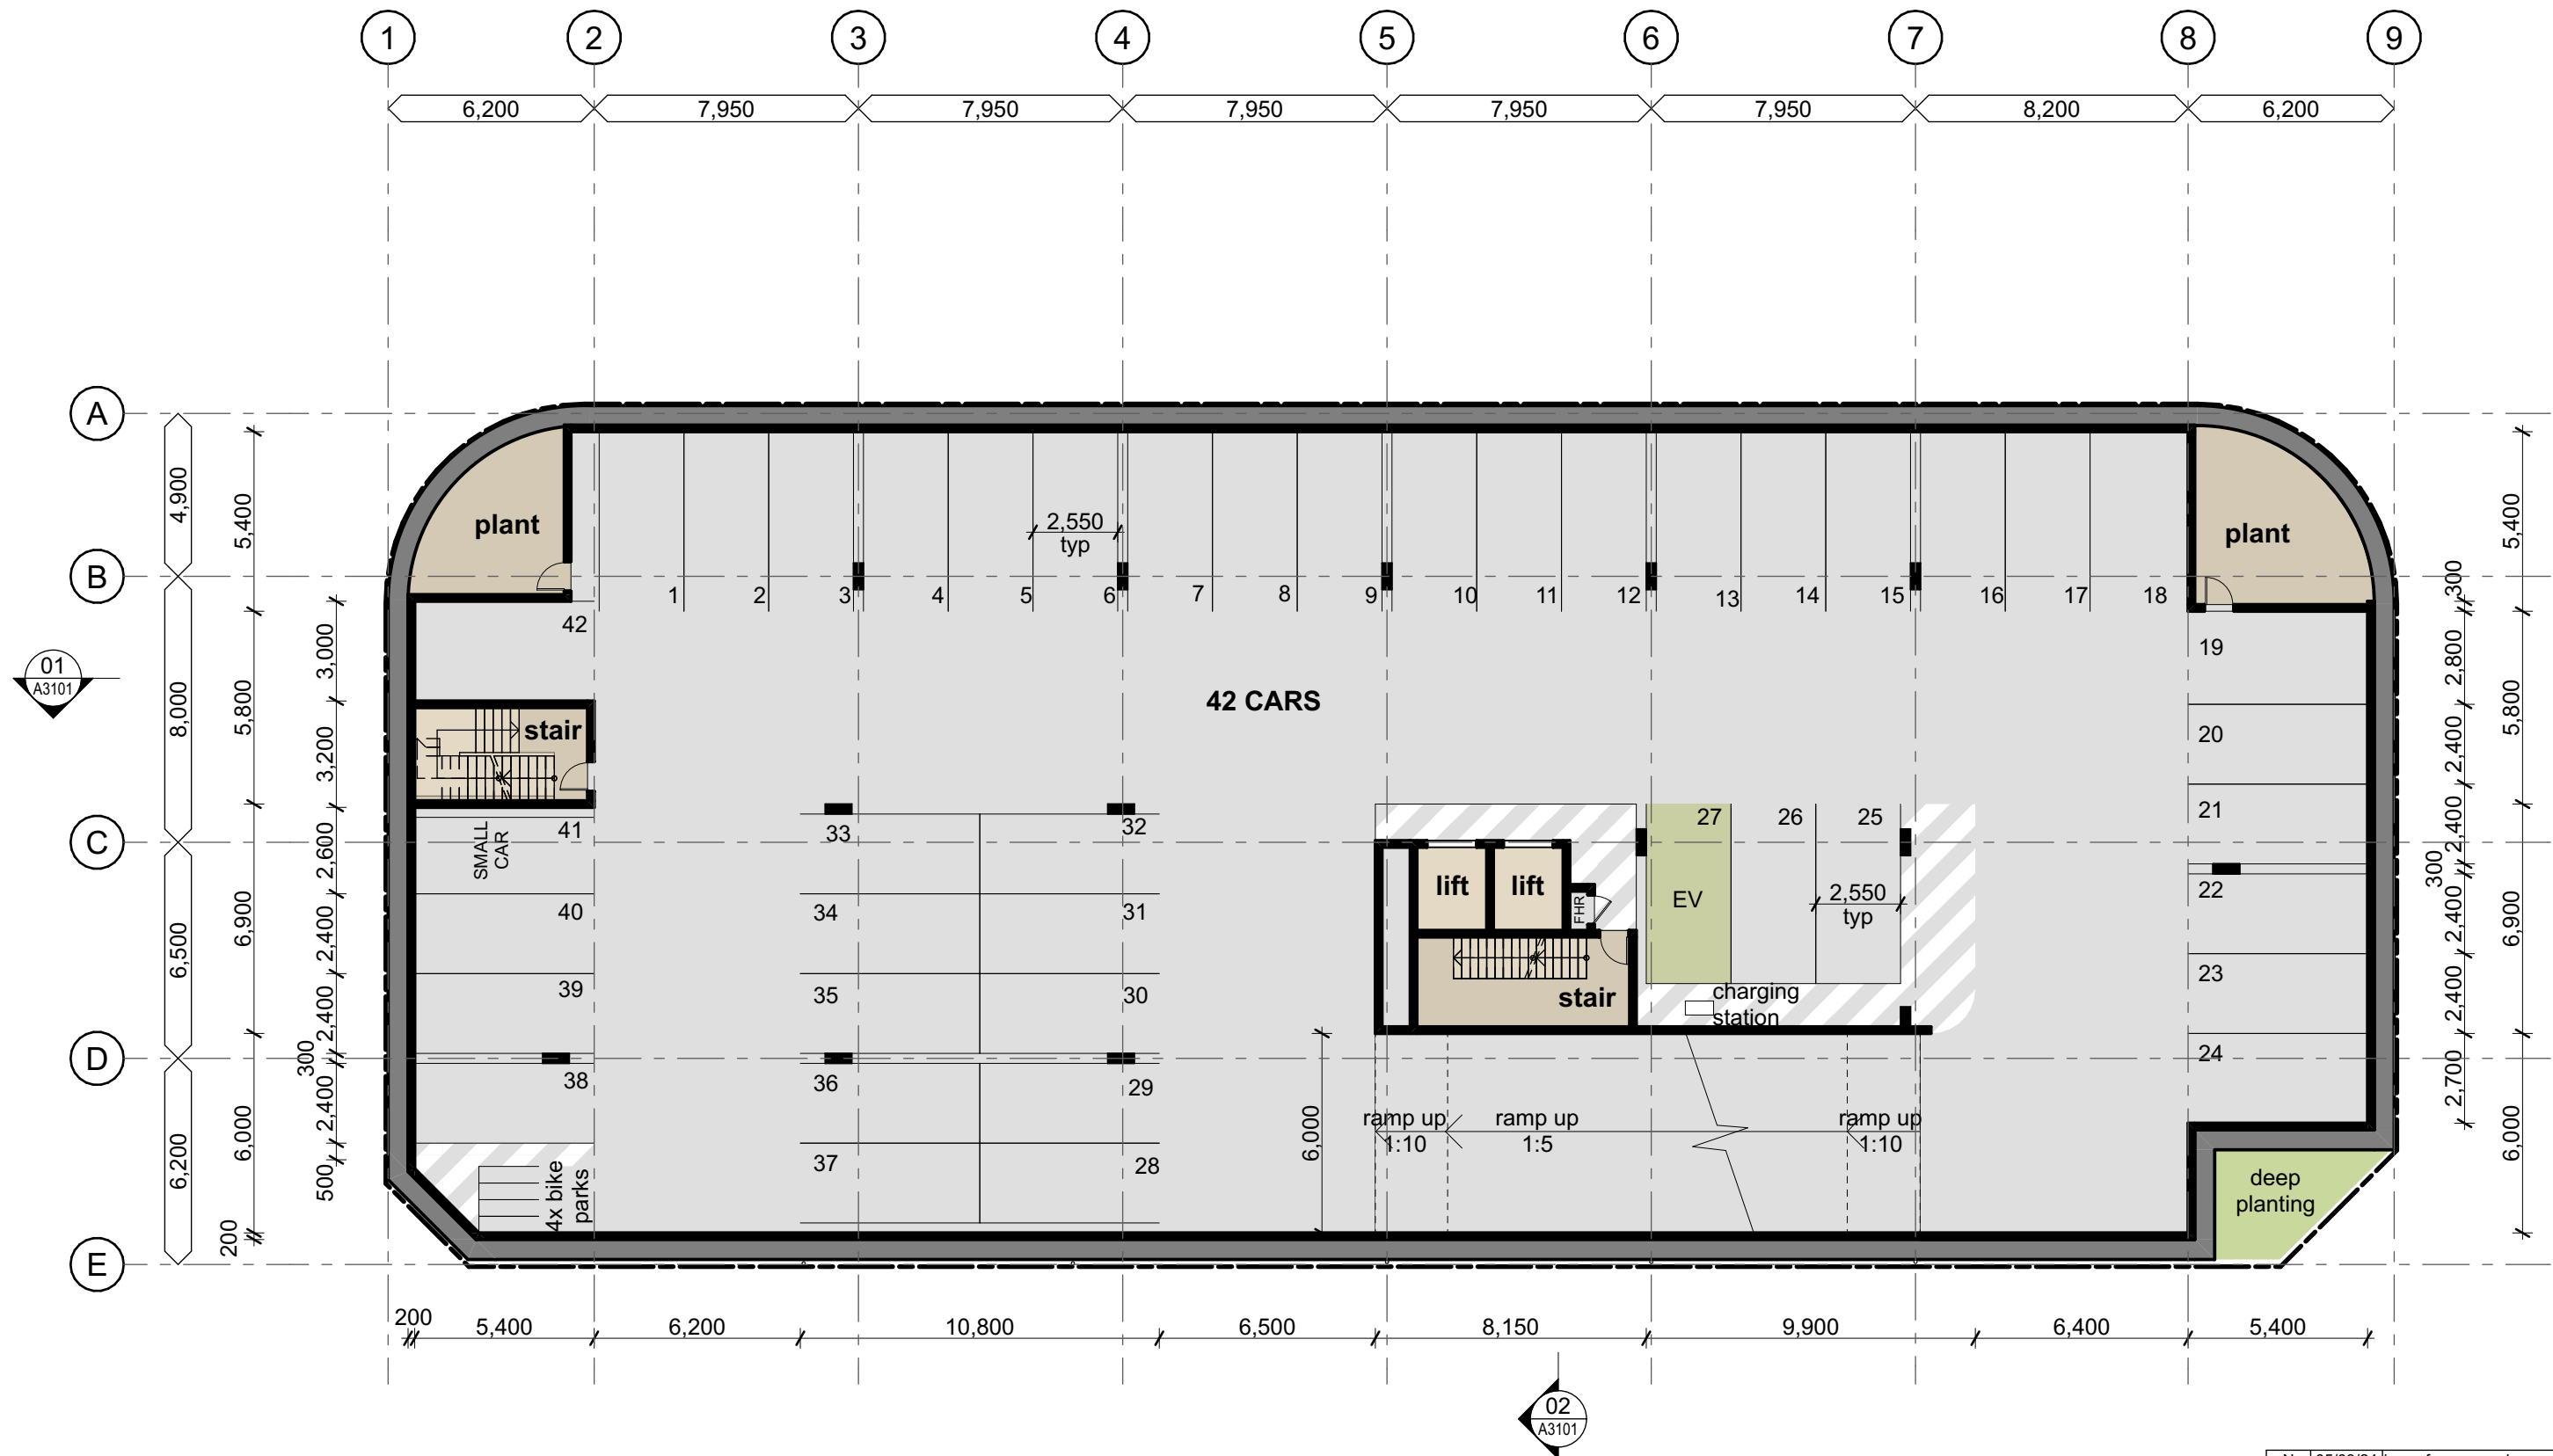 1 2 3 4 5 6 7 8 9
6,200 7,950 7,950 7,950 7,950 7,950 8,200 6,200
A
B
C
D
E
4,900
8,000
6,500
6,200
5,400
5,800
6,900
6,000
200
3,000
3,200
2,600
2,400
2,400
300
2,400
500
01
A3101
plant
plant
2,550
typ
1 2 3 4 5 6 7 8 9 10 11 12 13 14 15 16 17 18
42
19
stair
42 CARS
20
21
41
SMALL
CAR
33
32
27
26
25
40
34
31
lift
lift
FHR
EV
2,550
typ
22
39
35
30
stair
charging
station
23
24
38
36
29
6,000
ramp up
1:10
ramp up
1:5
ramp up
1:10
37
28
4x bike
parks
deep
planting
300
2,800
2,400
2,400
300
2,400
2,400
2,700
5,400
5,800
6,900
6,000
200 5,400 6,200 10,800 6,500 8,150 9,900 6,400 5,400
02
A3101